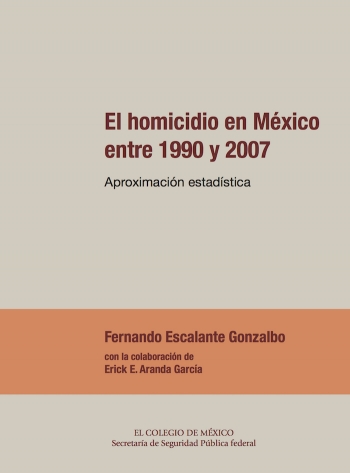 El homicidio en México
entre 1990 y 2007
Aproximación estadística
Fernando Escalante Gonzalbo
con la colaboración de
Erick E. Aranda García
EL COLEGIO DE MÉXICO
Secretaría de Seguridad Pública federal